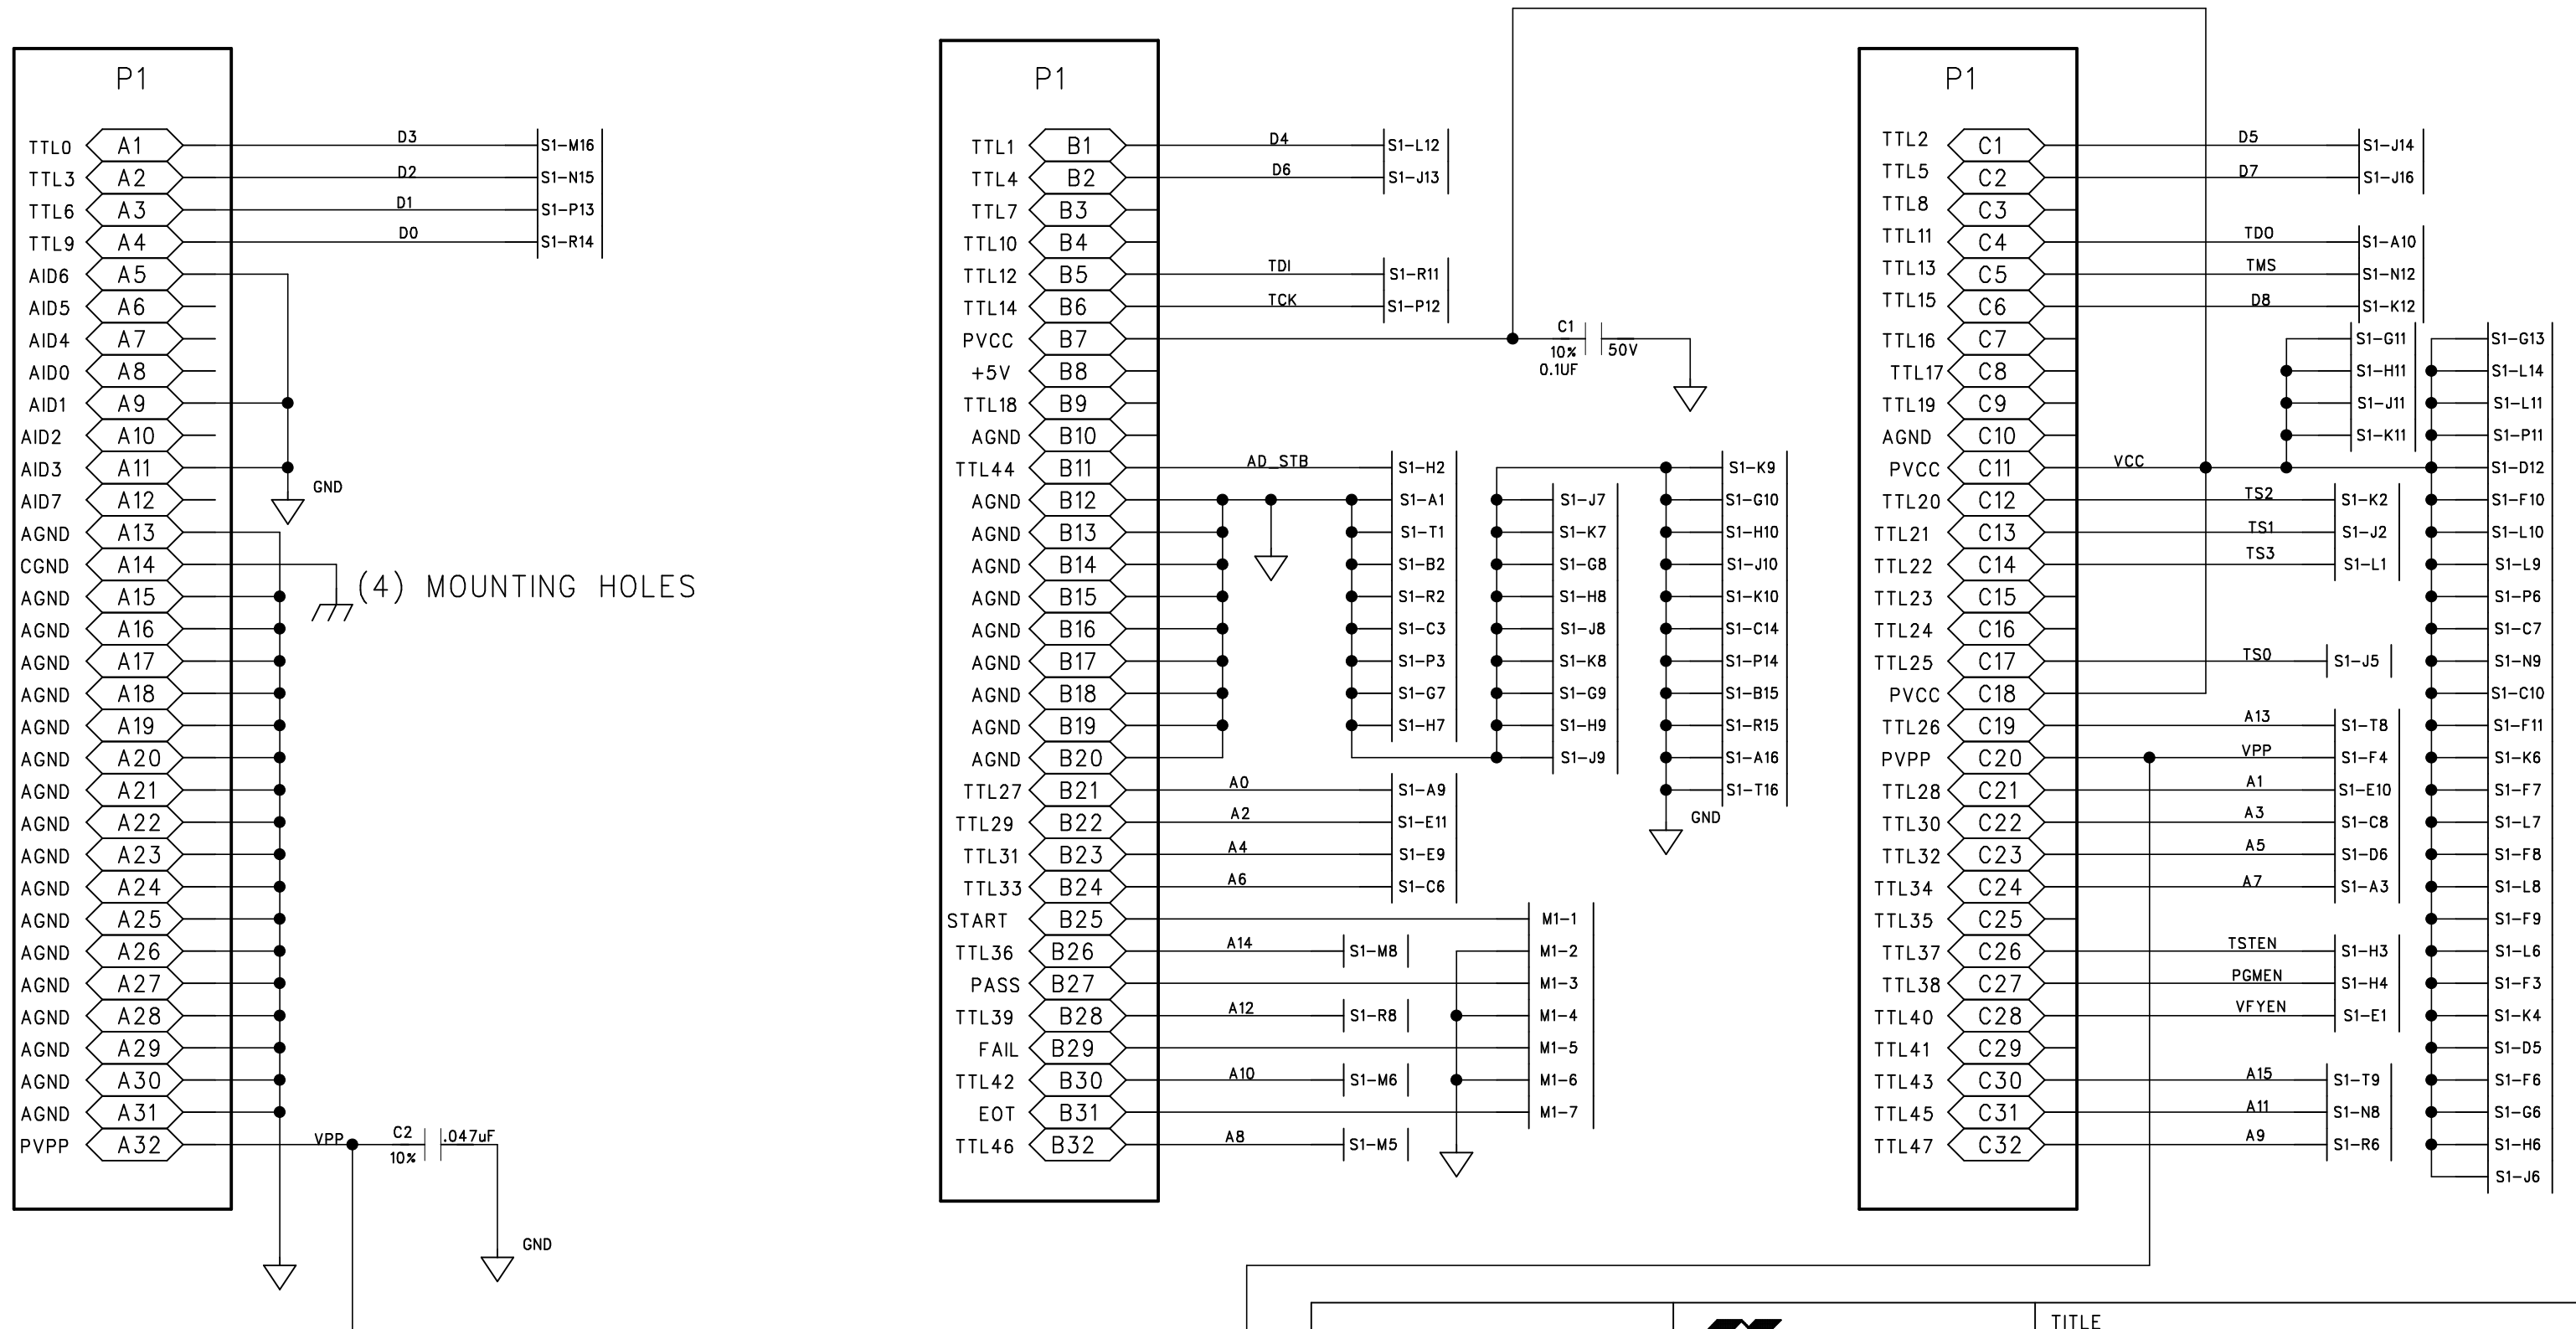 P1
TTL0 A1 D3 S1-M16
TTL3 A2 D2 S1-N15
TTL6 A3 D1 S1-P13
TTL9 A4 D0 S1-R14
AID6 A5
AID5 A6
AID4 A7
AID0 A8
AID1 A9
AID2 A10
AID3 A11
GND
AID7 A12
AGND A13
CGND A14
(4) MOUNTING HOLES
AGND A15
AGND A16
AGND A17
AGND A18
AGND A19
AGND A20
AGND A21
AGND A22
AGND A23
AGND A24
AGND A25
AGND A26
AGND A27
AGND A28
AGND A29
AGND A30
AGND A31
PVPP A32 VPP C2 .047uF
10%
GND
P1
TTL1 B1 D4 S1-L12
TTL4 B2 D6 S1-J13
TTL7 B3
TTL10 B4
TTL12 B5 TDI S1-R11
TTL14 B6 TCK S1-P12
PVCC B7 C1
10% 50V
0.1UF
+5V B8
TTL18 B9
AGND B10
TTL44 B11 AD_STB S1-H2
AGND B12 S1-A1
AGND B13 S1-T1
AGND B14 S1-B2
AGND B15 S1-R2
AGND B16 S1-C3
AGND B17 S1-P3
AGND B18 S1-G7
AGND B19 S1-H7
AGND B20
S1-J7
S1-K7
S1-G8
S1-H8
S1-J8
S1-K8
S1-G9
S1-H9
S1-J9
S1-K9
S1-G10
S1-H10
S1-J10
S1-K10
S1-C14
S1-P14
S1-B15
S1-R15
S1-A16
S1-T16
GND
TTL27 B21 A0 S1-A9
TTL29 B22 A2 S1-E11
TTL31 B23 A4 S1-E9
TTL33 B24 A6 S1-C6
START B25 M1-1
M1-2
TTL36 B26 A14 S1-M8
PASS B27 M1-3
M1-4
TTL39 B28 A12 S1-R8
FAIL B29 M1-5
M1-6
TTL42 B30 A10 S1-M6
EOT B31 M1-7
TTL46 B32 A8 S1-M5
P1
TTL2 C1 D5 S1-J14
TTL5 C2 D7 S1-J16
TTL8 C3
TTL11 C4 TDO S1-A10
TTL13 C5 TMS S1-N12
TTL15 C6 D8 S1-K12
TTL16 C7
TTL17 C8
TTL19 C9
AGND C10
PVCC C11 VCC
S1-G11
S1-H11
S1-J11
S1-K11
TTL20 C12 TS2 S1-K2
TTL21 C13 TS1 S1-J2
TTL22 C14 TS3 S1-L1
TTL23 C15
TTL24 C16
TTL25 C17 TS0 S1-J5
PVCC C18
TTL26 C19 A13 S1-T8
PVPP C20 VPP S1-F4
TTL28 C21 A1 S1-E10
TTL30 C22 A3 S1-C8
TTL32 C23 A5 S1-D6
TTL34 C24 A7 S1-A3
TTL35 C25
TTL37 C26 TSTEN S1-H3
TTL38 C27 PGMEN S1-H4
TTL40 C28 VFYEN S1-E1
TTL41 C29
TTL43 C30 A15 S1-T9
TTL45 C31 A11 S1-N8
TTL47 C32 A9 S1-R6
S1-G13
S1-L14
S1-L11
S1-P11
S1-D12
S1-F10
S1-L10
S1-L9
S1-P6
S1-C7
S1-N9
S1-C10
S1-F11
S1-K6
S1-F7
S1-L7
S1-F8
S1-L8
S1-F9
S1-L6
S1-F3
S1-K4
S1-D5
S1-F6
S1-G6
S1-H6
S1-J6
TITLE